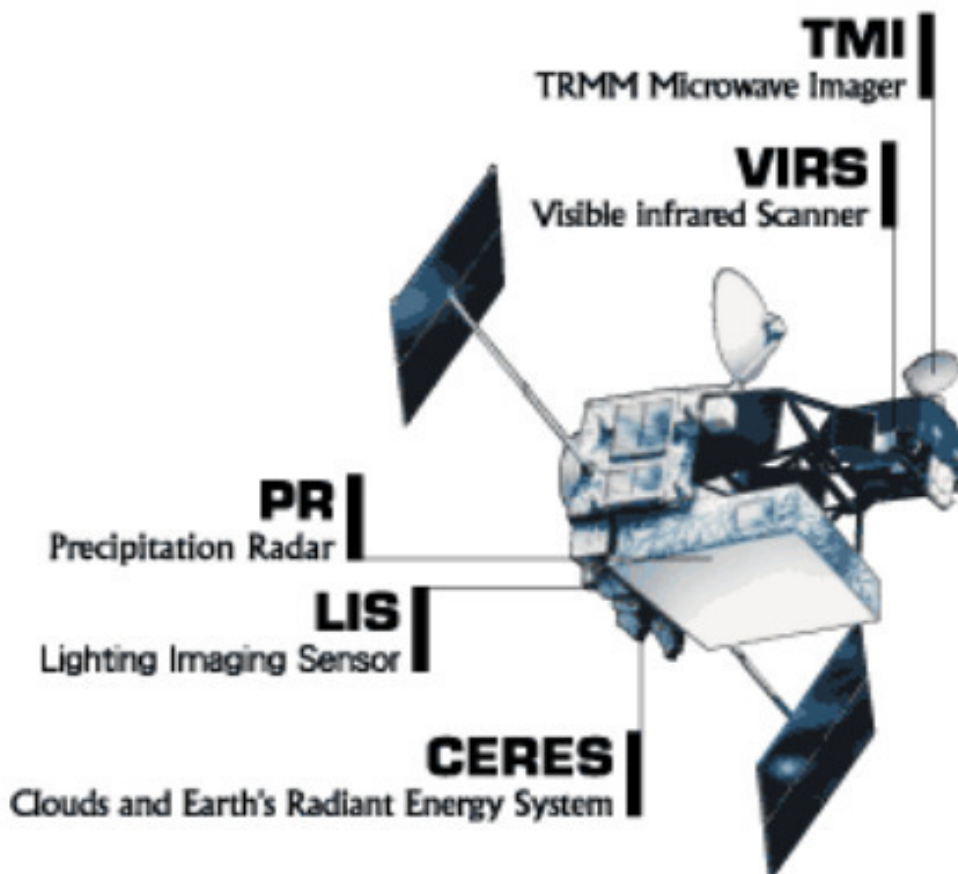 TMI
TRMM Microwave Imager
VIRS
Visible infrared Scanner
PR
Precipitation Radar
LIS
Lighting Imaging Sensor
CERES
Clouds and Earth's Radiant Energy System